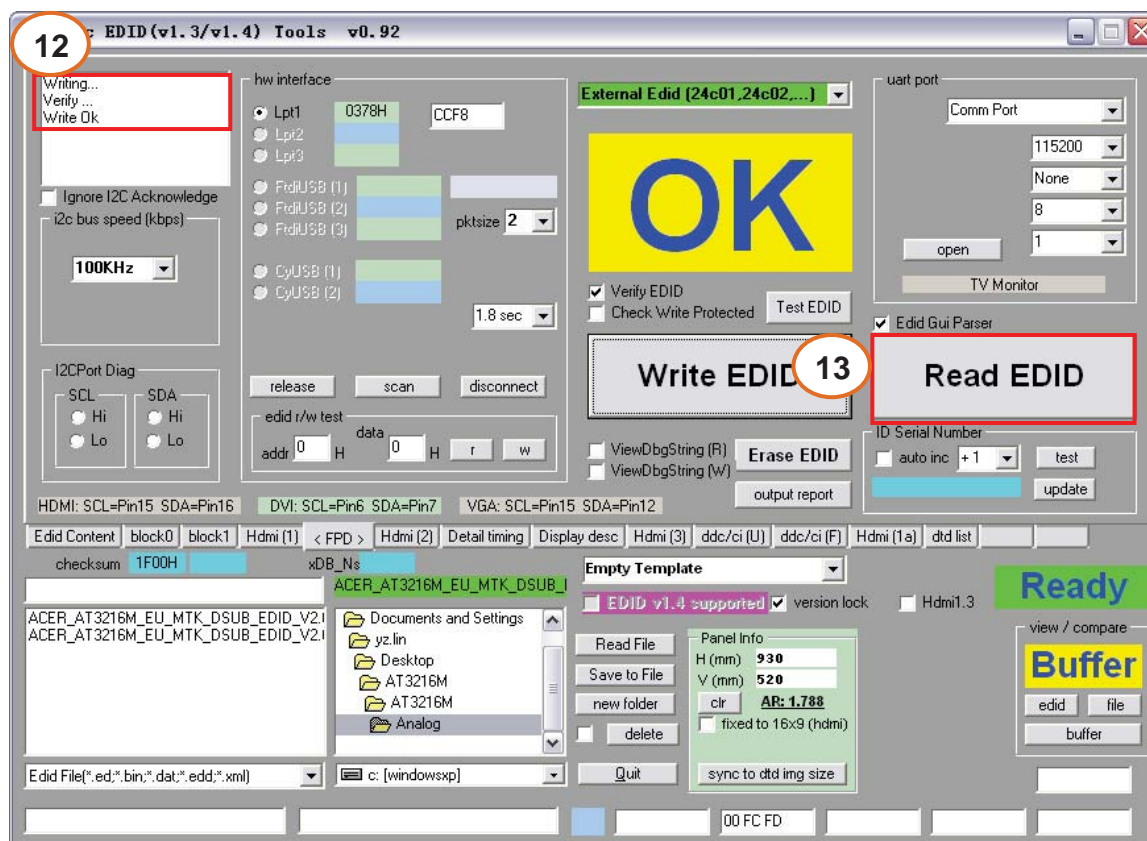 12
c EDID(v1.3/v1.4) Tools v0.92
Writing...
Verify ...
Write Ok
Ignore I2C Acknowledge
i2c bus speed (kbps)
100KHz
I2CPort Diag
SCL
SDA
Hi
Hi
Lo
Lo
hw interface
Lpt1
0378H
CCF8
Lpt2
Lpt3
FtdiUSB (1)
FtdiUSB (2)
FtdiUSB (3)
pktsize
2
CyUSB (1)
CyUSB (2)
1.8 sec
release
scan
disconnect
edid r/w test
addr 0 H
data 0 H
r
w
External Edid (24c01,24c02,...)
OK
Verify EDID
Check Write Protected
Test EDID
Write EDID
13
ViewDbgString (R)
ViewDbgString (W)
Erase EDID
output report
uart port
Comm Port
115200
None
8
1
open
TV Monitor
Edid Gui Parser
Read EDID
ID Serial Number
auto inc
+1
test
update
HDMI: SCL=Pin15 SDA=Pin16
DVI: SCL=Pin6 SDA=Pin7
VGA: SCL=Pin15 SDA=Pin12
Edid Content
block0
block1
Hdmi (1)
< FPD >
Hdmi (2)
Detail timing
Display desc
Hdmi (3)
ddc/ci (U)
ddc/ci (F)
Hdmi (1a)
dtd list
checksum
1F00H
xDB_Ns
ACER_AT3216M_EU_MTK_DSUB_
ACER_AT3216M_EU_MTK_DSUB_EDID_V2.
ACER_AT3216M_EU_MTK_DSUB_EDID_V2.
Documents and Settings
yz.lin
Desktop
AT3216M
AT3216M
Analog
Edid File(*.ed;*.bin;*.dat;*.edd;*.xml)
c: [windowsxp]
Empty Template
EDID v1.4 supported
version lock
Hdmi1.3
Read File
Save to File
new folder
delete
Quit
Panel Info
H (mm) 930
V (mm) 520
clr
AR: 1.788
fixed to 16x9 (hdmi)
sync to dtd img size
Ready
view / compare
Buffer
edid
file
buffer
00 FC FD